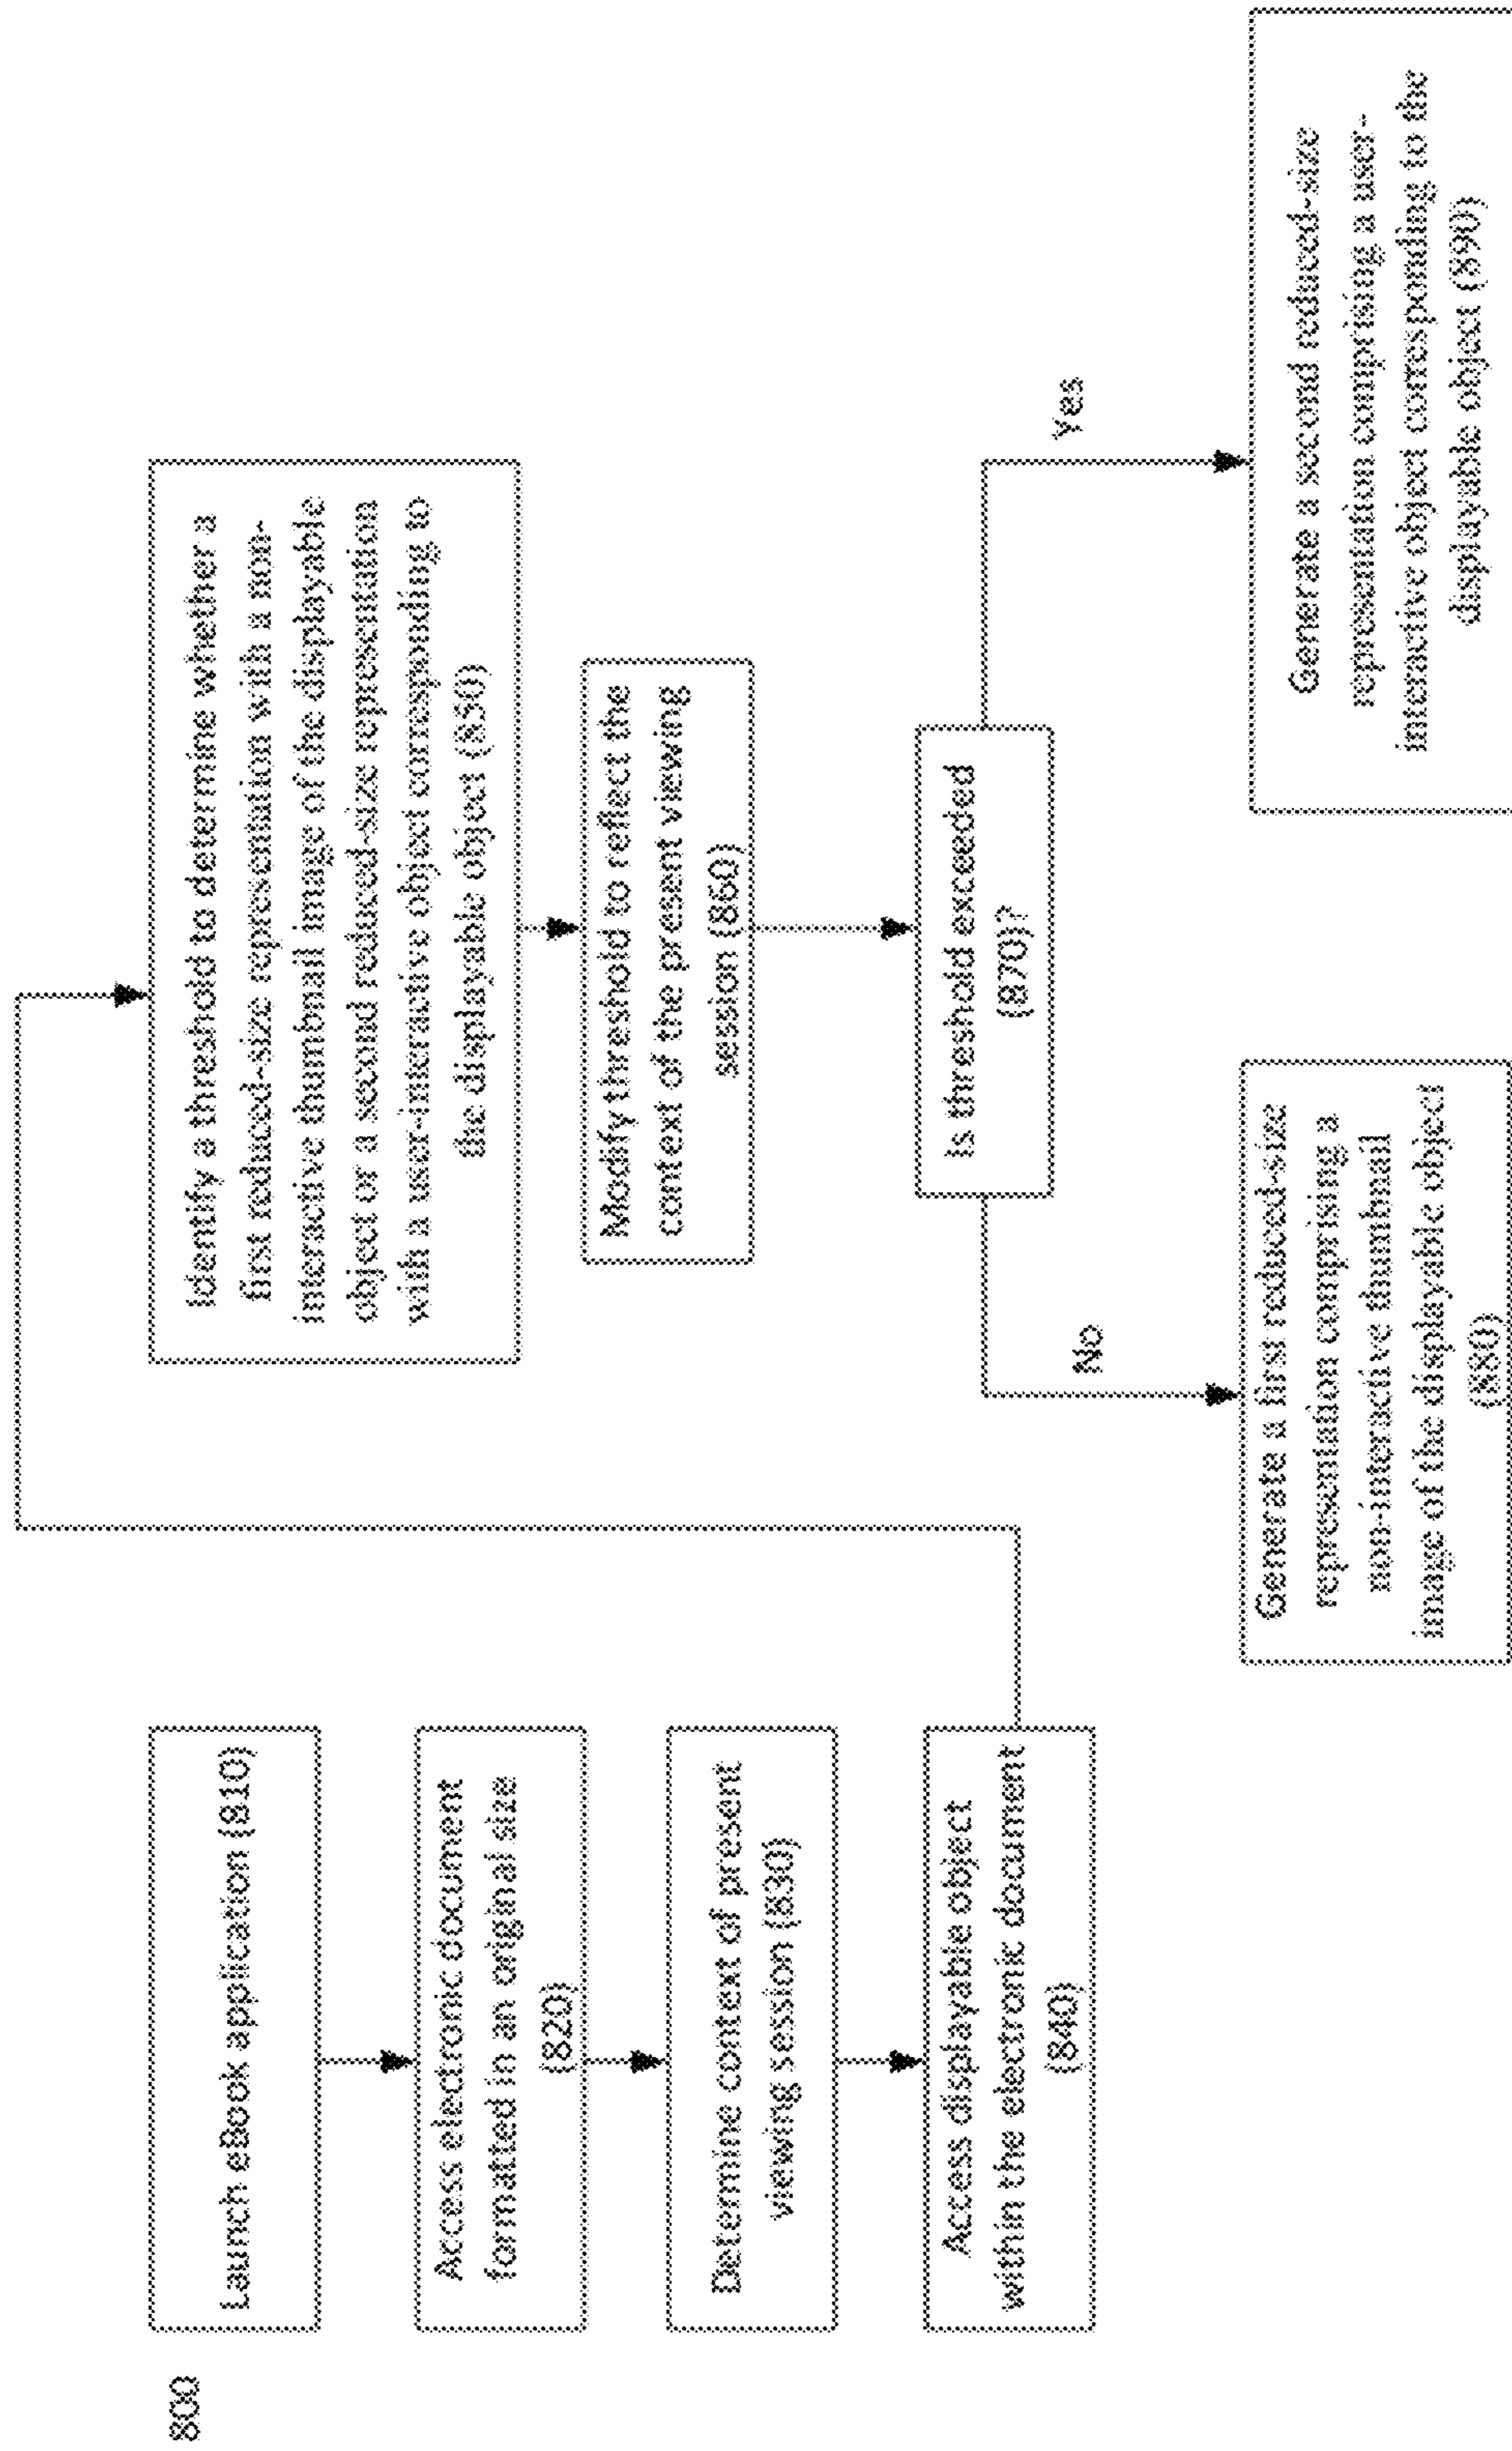 800
Launch eBook application (810)
Access electronic document
formatted in an original size
(820)
Determine context of present
viewing session (830)
Access displayable object
within the electronic document
(840)
Identify a threshold to determine whether a
first reduced-size representation with a non-
interactive thumbnail image of the displayable
object or a second reduced-size representation
with a user-interactive object corresponding to
the displayable object (850)
Modify threshold to reflect the
context of the present viewing
session (860)
Is threshold exceeded
(870)?
No
Yes
Generate a first reduced-size
representation comprising a
non-interactive thumbnail
image of the displayable object
(880)
Generate a second reduced-size
representation comprising a user-
interactive object corresponding to the
displayable object (890)